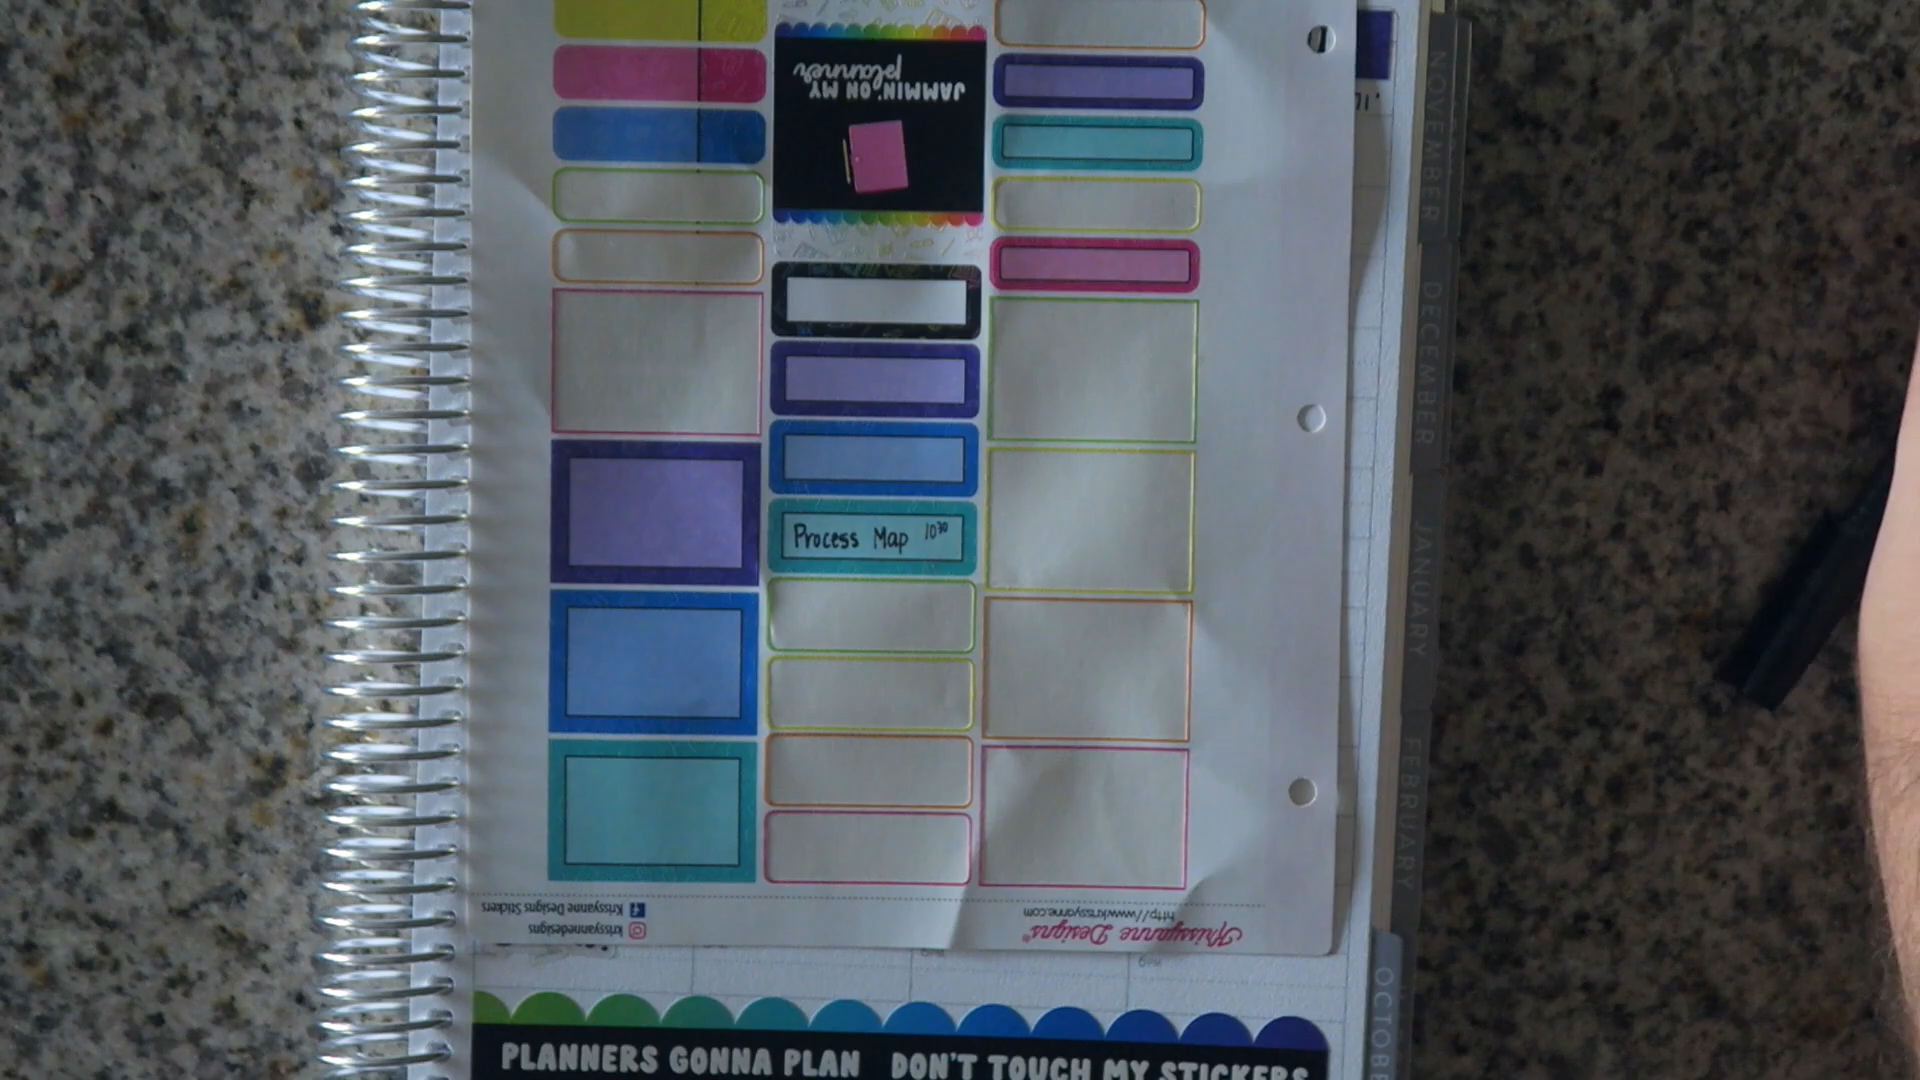 JAMMIN' ON MY
planner
Process Map 10³⁰
Krissyanne Designs Stickers
krissyannedesigns
http://www.krissyanne.com
Krissyanne Designs®
PLANNERS GONNA PLAN DON'T TOUCH MY STICKERS
NOVEMBER
DECEMBER
JANUARY
FEBRUARY
OCTOBE